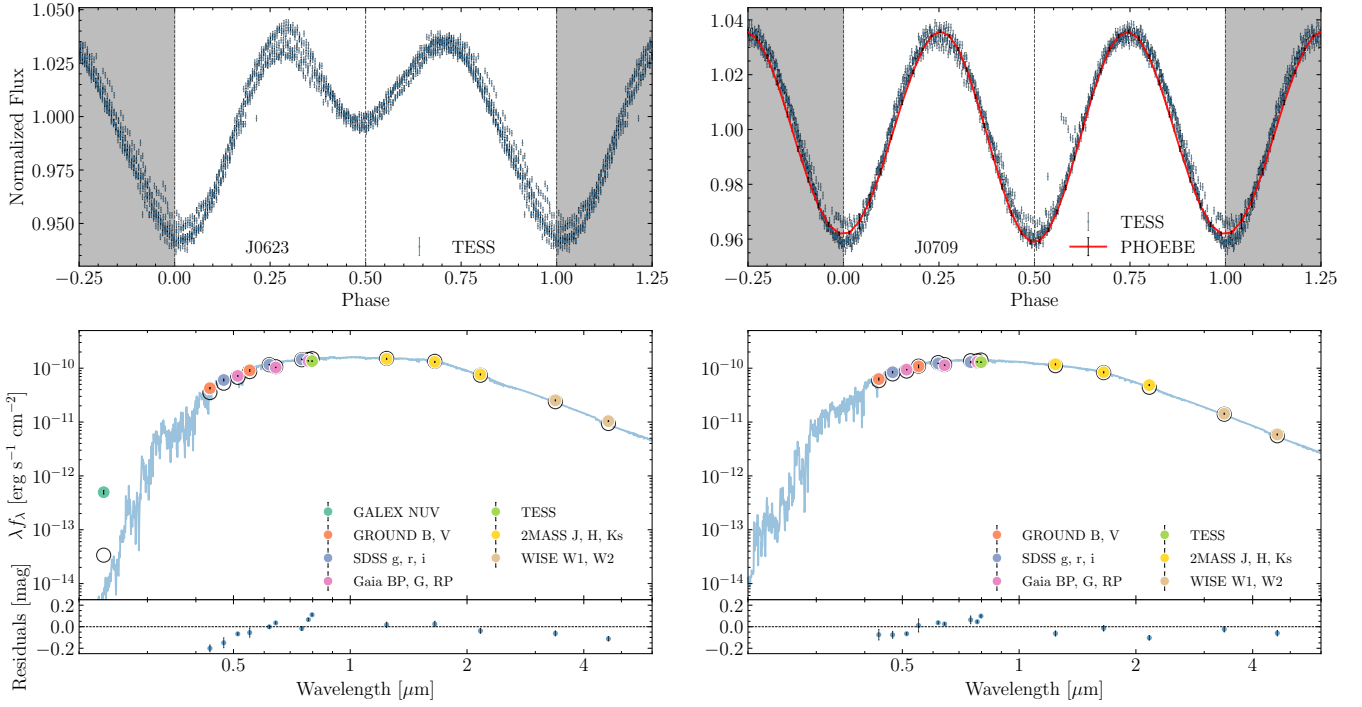 1.050
1.025
1.000
0.975
0.950
Normalized Flux
J0623
TESS
−0.25 0.00 0.25 0.50 0.75 1.00 1.25
Phase
1.04
1.02
1.00
0.98
0.96
J0709
TESS
PHOEBE
−0.25 0.00 0.25 0.50 0.75 1.00 1.25
Phase
10⁻¹⁰
10⁻¹¹
10⁻¹²
10⁻¹³
10⁻¹⁴
λf_λ [erg s⁻¹ cm⁻²]
GALEX NUV
GROUND B, V
SDSS g, r, i
Gaia BP, G, RP
TESS
2MASS J, H, Ks
WISE W1, W2
0.2
0.0
−0.2
Residuals [mag]
0.5 1 2 4
Wavelength [μm]
10⁻¹⁰
10⁻¹¹
10⁻¹²
10⁻¹³
10⁻¹⁴
GROUND B, V
SDSS g, r, i
Gaia BP, G, RP
TESS
2MASS J, H, Ks
WISE W1, W2
0.2
0.0
−0.2
0.5 1 2 4
Wavelength [μm]